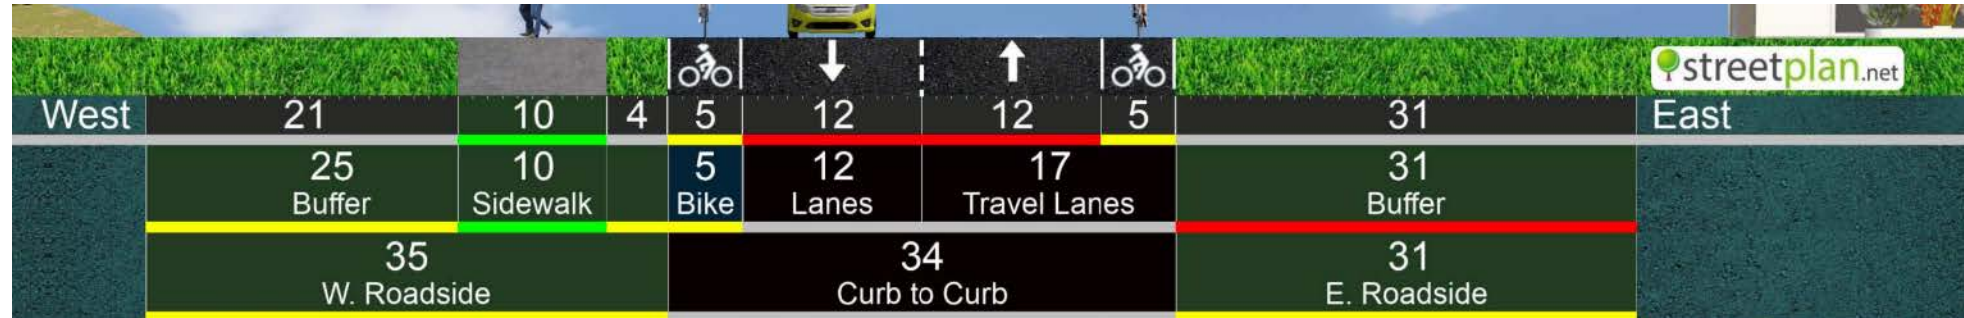 streetplan.net
West 21 10 4 5 12 12 5 31 East
25 10 5 12 17 31
Buffer Sidewalk Bike Lanes Travel Lanes Buffer
35 34 31
W. Roadside Curb to Curb E. Roadside